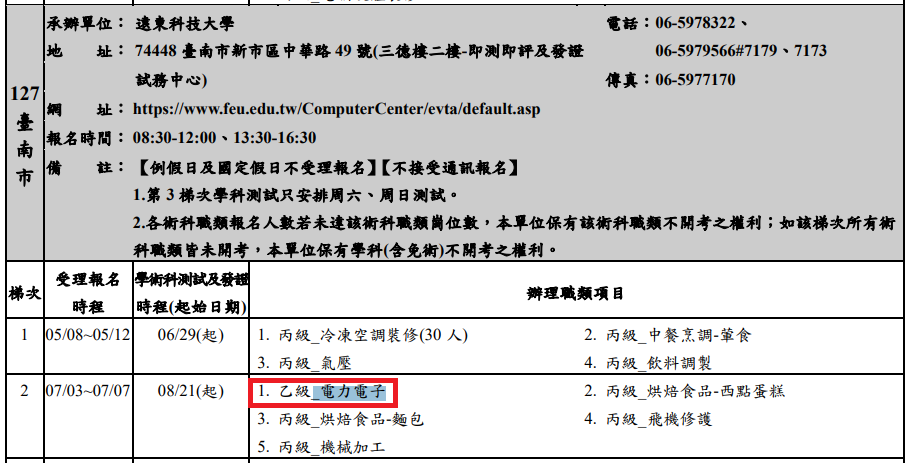 承辦單位： 遠東科技大學 電話：06-5978322、
地 址： 74448 臺南市新市區中華路 49 號(三德樓二樓-即測即評及發證 06-5979566#7179、7173
試務中心) 傳真：06-5977170
127
臺
南
市
網 址：https://www.feu.edu.tw/ComputerCenter/evta/default.asp
報名時間： 08:30-12:00、13:30-16:30
備 註： 【例假日及國定假日不受理報名】【不接受通訊報名】
1.第 3 梯次學科測試只安排周六、周日測試。
2.各術科職類報名人數若未達該術科職類崗位數，本單位保有該術科職類不開考之權利；如該梯次所有術
科職類皆未開考，本單位保有學科(含免術)不開考之權利。
梯次 受理報名 學術科測試及發證 辦理職類項目
時程 時程(起始日期)
1 05/08~05/12 06/29(起) 1. 丙級_冷凍空調裝修(30 人) 2. 丙級_中餐烹調-葷食
3. 丙級_氣壓 4. 丙級_飲料調製
2 07/03~07/07 08/21(起) 1. 乙級_電力電子 2. 丙級_烘焙食品-西點蛋糕
3. 丙級_烘焙食品-麵包 4. 丙級_飛機修護
5. 丙級_機械加工